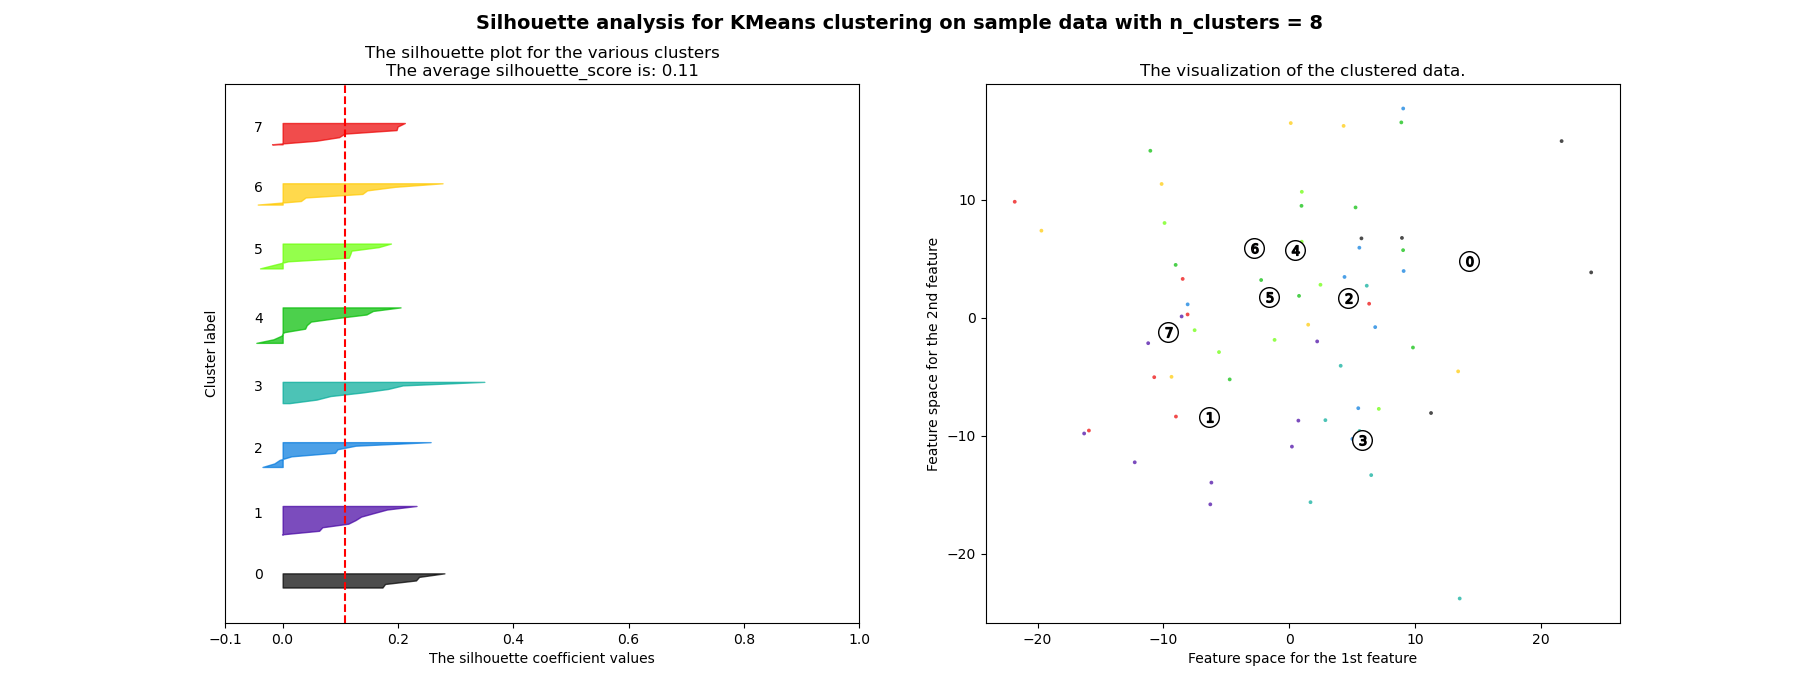 Silhouette analysis for KMeans clustering on sample data with n_clusters = 8
The silhouette plot for the various clusters
The average silhouette_score is: 0.11
7
6
5
4
3
2
1
0
Cluster label
−0.1 0.0 0.2 0.4 0.6 0.8 1.0
The silhouette coefficient values
The visualization of the clustered data.
10
0
−10
−20
Feature space for the 2nd feature
6 4 0
5 2
7
1
3
−20 −10 0 10 20
Feature space for the 1st feature